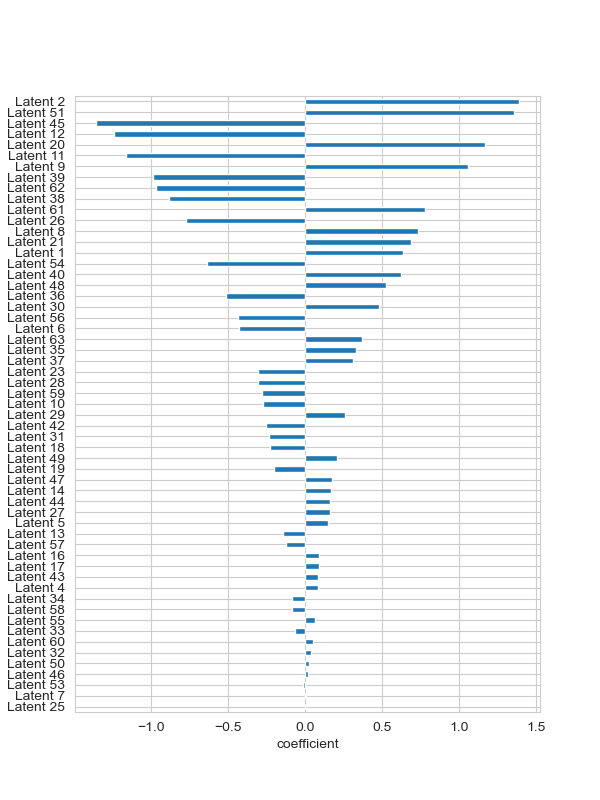 Latent 2
Latent 51
Latent 45
Latent 12
Latent 20
Latent 11
Latent 9
Latent 39
Latent 62
Latent 38
Latent 61
Latent 26
Latent 8
Latent 21
Latent 1
Latent 54
Latent 40
Latent 48
Latent 36
Latent 30
Latent 56
Latent 6
Latent 63
Latent 35
Latent 37
Latent 23
Latent 28
Latent 59
Latent 10
Latent 29
Latent 42
Latent 31
Latent 18
Latent 49
Latent 19
Latent 47
Latent 14
Latent 44
Latent 27
Latent 5
Latent 13
Latent 57
Latent 16
Latent 17
Latent 43
Latent 4
Latent 34
Latent 58
Latent 55
Latent 33
Latent 60
Latent 32
Latent 50
Latent 46
Latent 53
Latent 7
Latent 25
−1.0 −0.5 0.0 0.5 1.0 1.5
coefficient